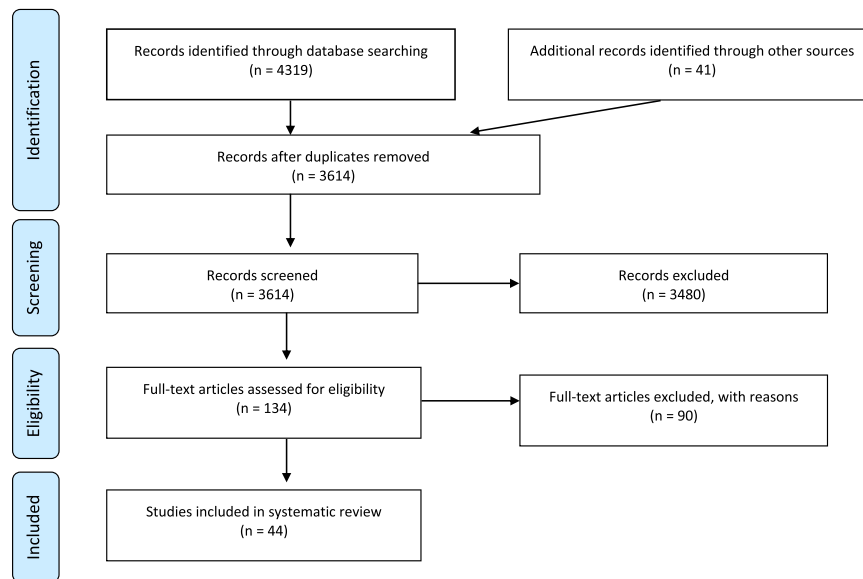 Identification
Records identified through database searching
(n = 4319)
Additional records identified through other sources
(n = 41)
Records after duplicates removed
(n = 3614)
Screening
Records screened
(n = 3614)
Records excluded
(n = 3480)
Eligibility
Full-text articles assessed for eligibility
(n = 134)
Full-text articles excluded, with reasons
(n = 90)
Included
Studies included in systematic review
(n = 44)